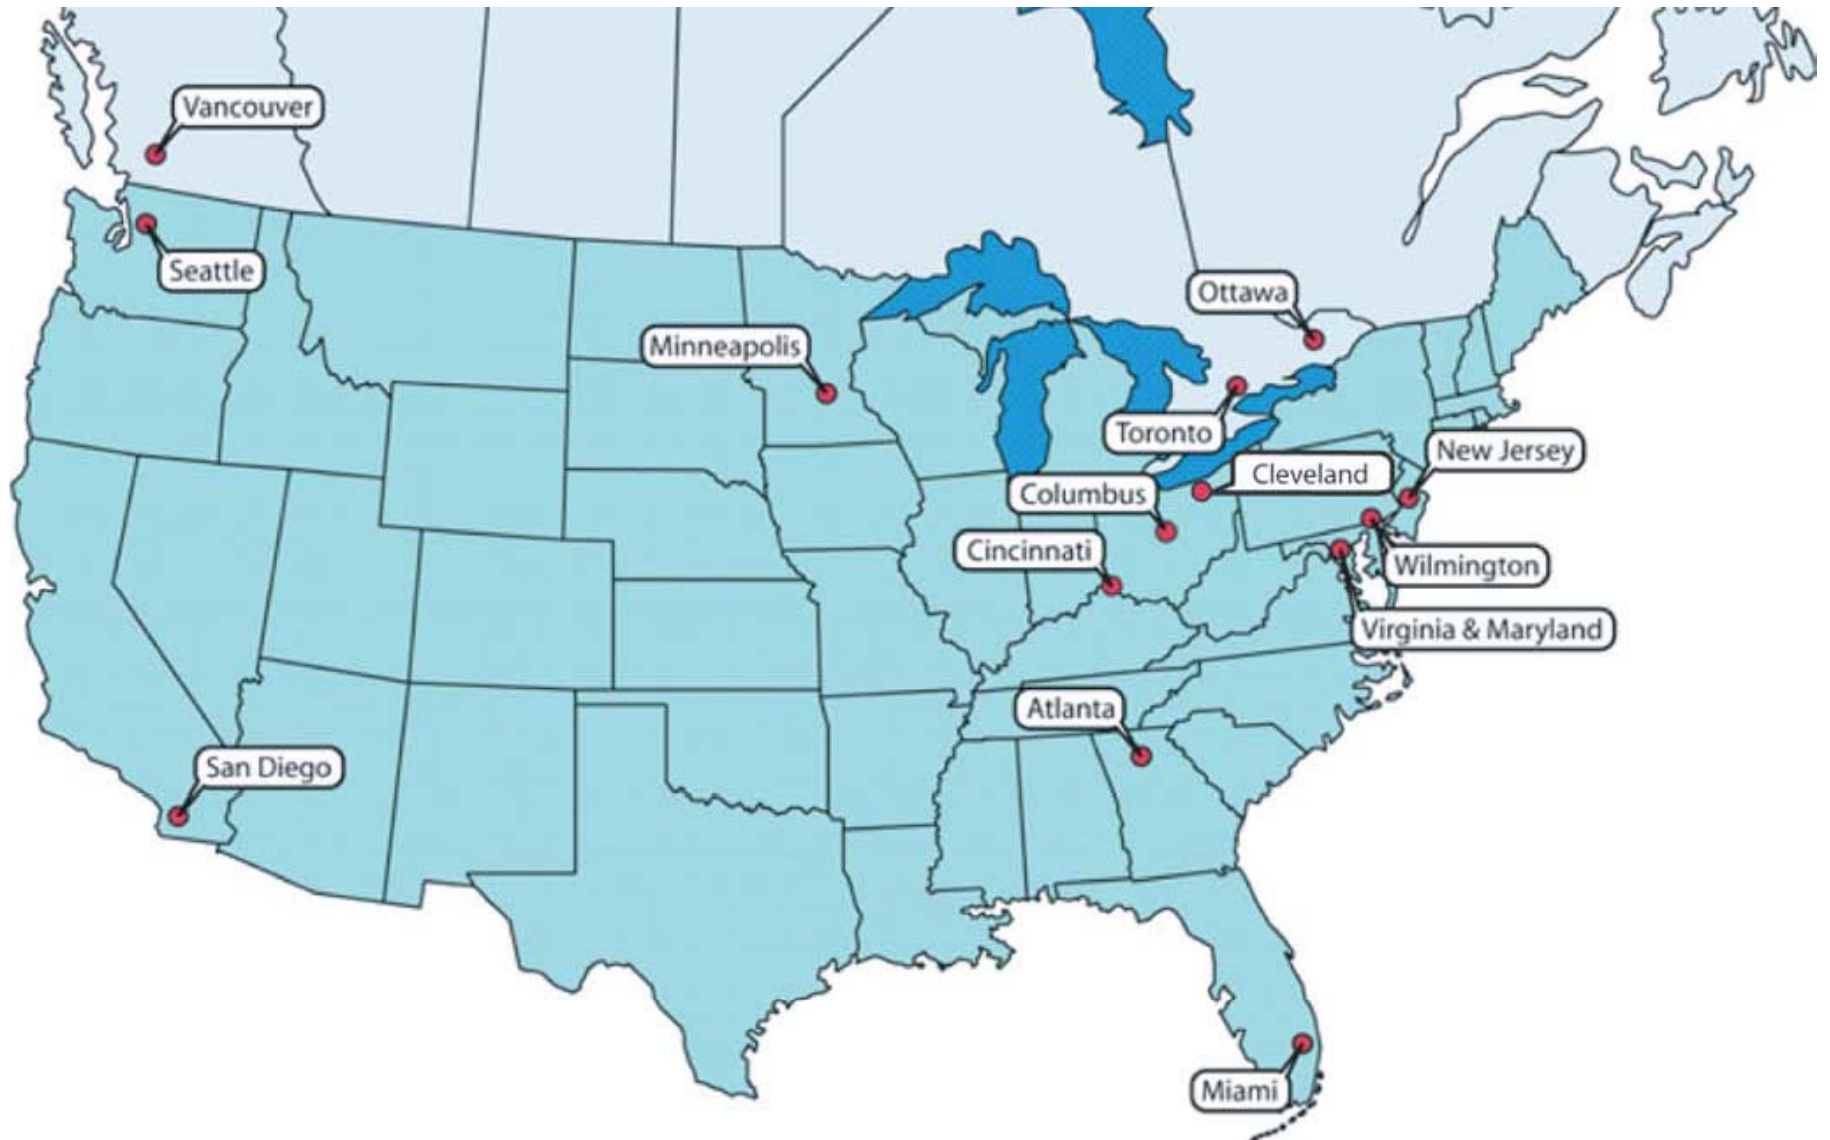 Vancouver
Seattle
Ottawa
Minneapolis
Toronto
New Jersey
Cleveland
Columbus
Cincinnati
Wilmington
Virginia & Maryland
Atlanta
San Diego
Miami